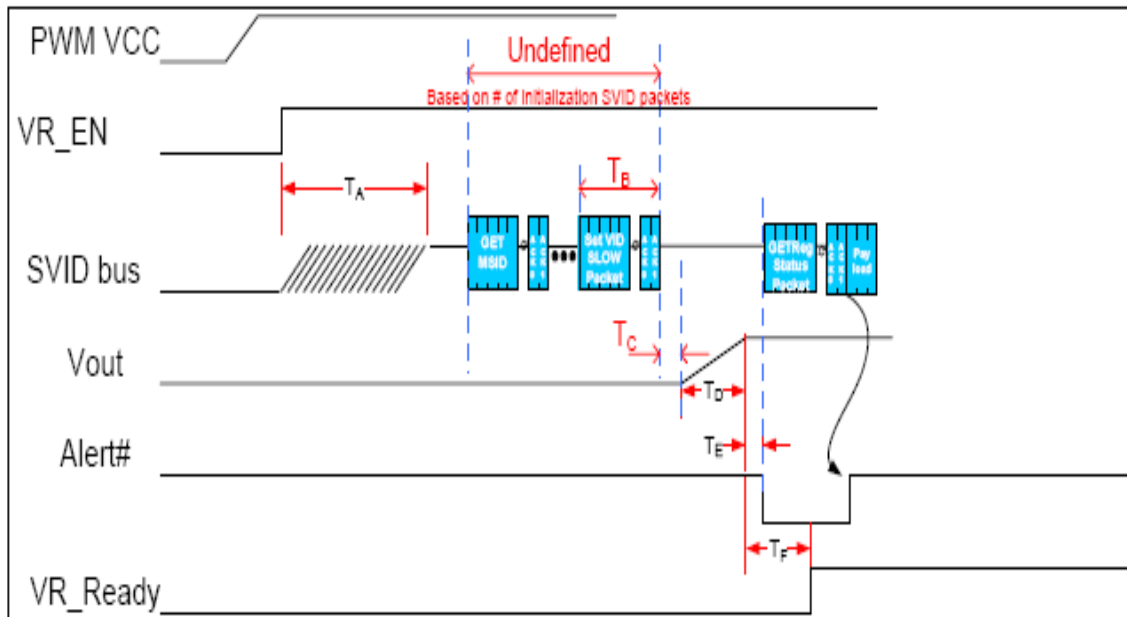 PWM VCC
Undefined
Based on # of Initialization SVID packets
VR_EN
TA
TB
SVID bus
GET
MSID
Set VID
SLOW
Packet
GETReg
Status
Packet
Pay
load
TC
Vout
TD
TE
Alert#
TF
VR_Ready